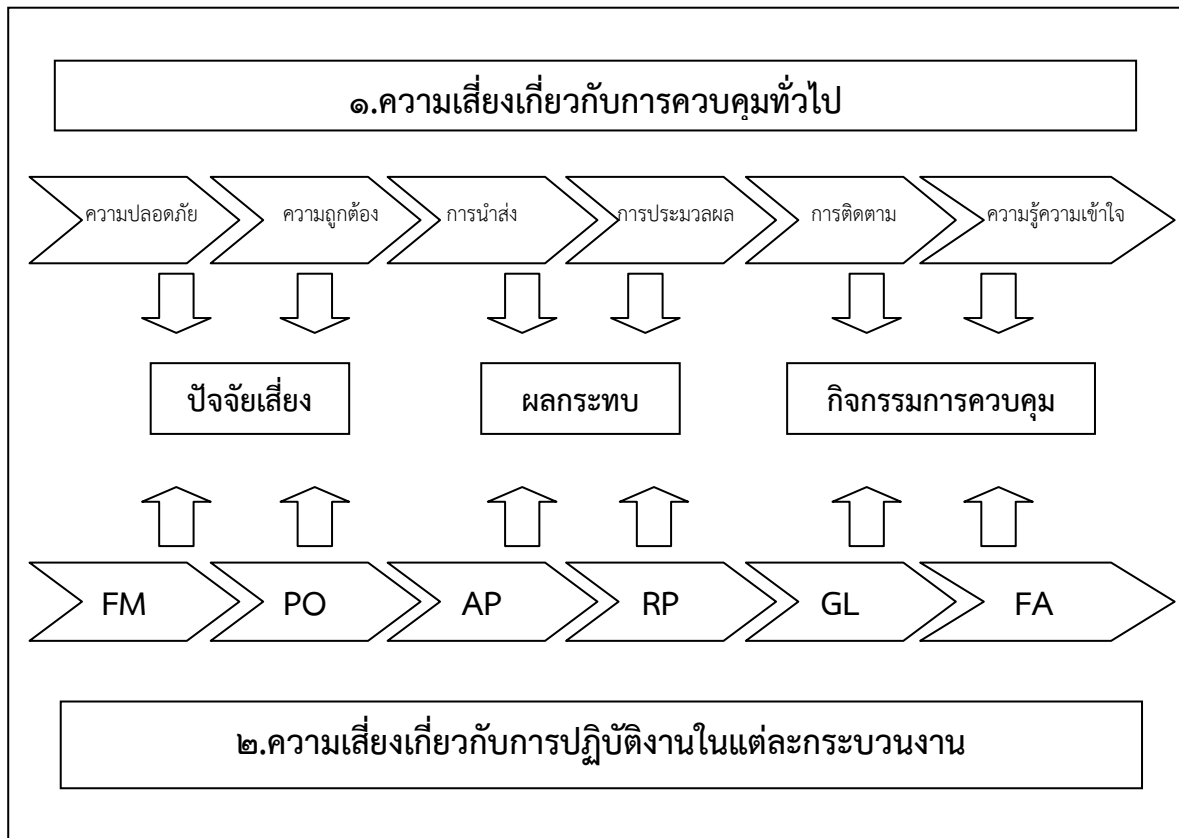 ๑.ความเสี่ยงเกี่ยวกับการควบคุมทั่วไป
ความปลอดภัย ความถูกต้อง การนำส่ง การประมวลผล การติดตาม ความรู้ความเข้าใจ
ปัจจัยเสี่ยง ผลกระทบ กิจกรรมการควบคุม
FM PO AP RP GL FA
๒.ความเสี่ยงเกี่ยวกับการปฏิบัติงานในแต่ละกระบวนงาน